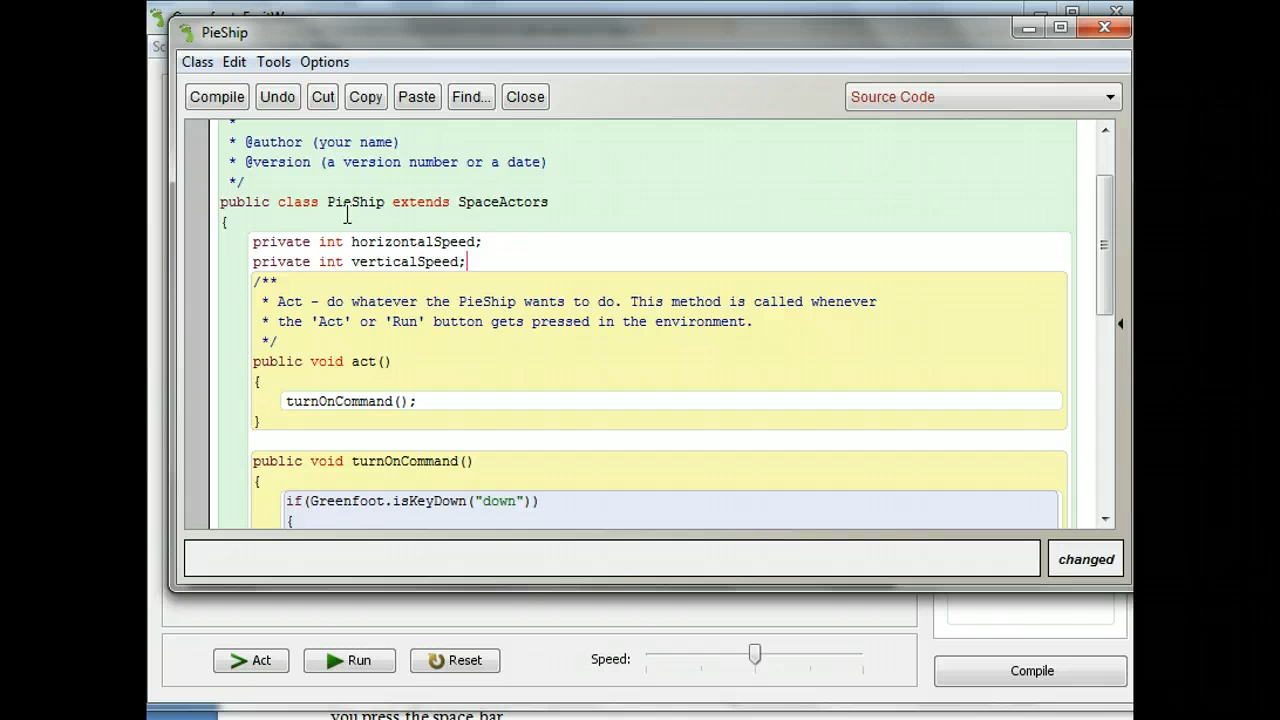 PieShip
Class Edit Tools Options
Compile Undo Cut Copy Paste Find... Close Source Code
*
* @author (your name)
* @version (a version number or a date)
*/
public class PieShip extends SpaceActors
{
private int horizontalSpeed;
private int verticalSpeed;
/**
* Act - do whatever the PieShip wants to do. This method is called whenever
* the 'Act' or 'Run' button gets pressed in the environment.
*/
public void act()
{
turnOnCommand();
}
public void turnOnCommand()
{
if(Greenfoot.isKeyDown("down"))
{
changed
Act Run Reset Speed: Compile
you press the space bar